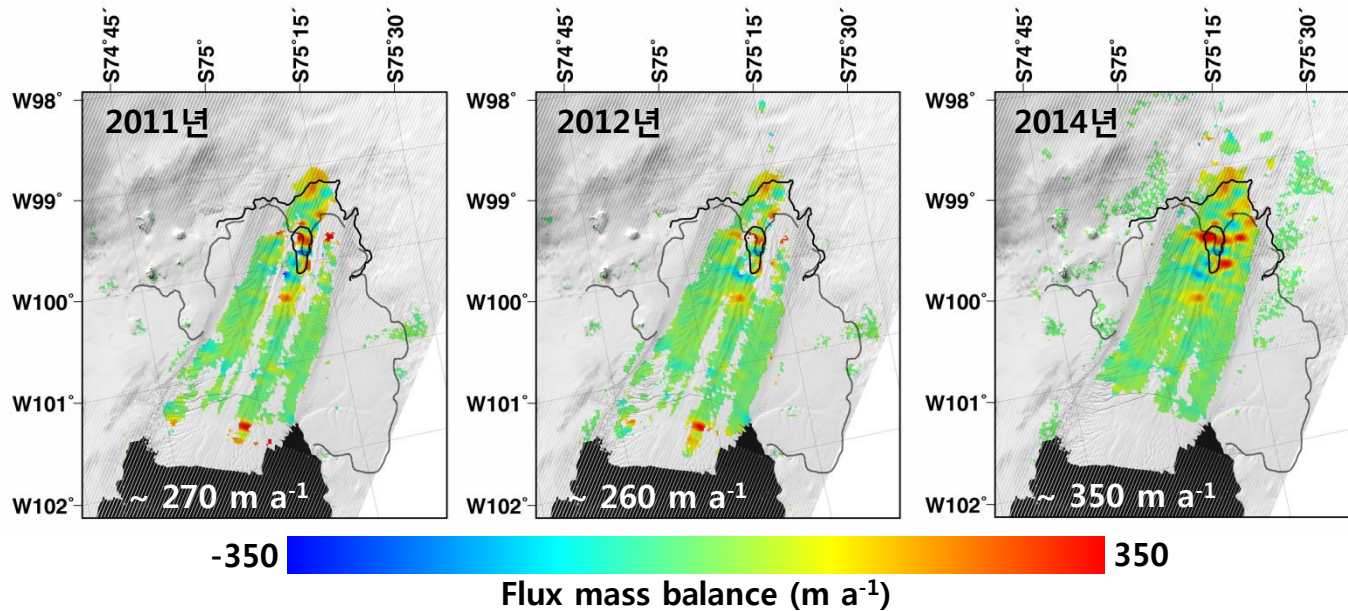 S74˚45´ S75˚ S75˚15´ S75˚30´
W98˚
W99˚
W100˚
W101˚
W102˚
2011년
~ 270 m a⁻¹
S74˚45´ S75˚ S75˚15´ S75˚30´
W98˚
W99˚
W100˚
W101˚
W102˚
2012년
~ 260 m a⁻¹
S74˚45´ S75˚ S75˚15´ S75˚30´
W98˚
W99˚
W100˚
W101˚
W102˚
2014년
~ 350 m a⁻¹
-350 350
Flux mass balance (m a⁻¹)